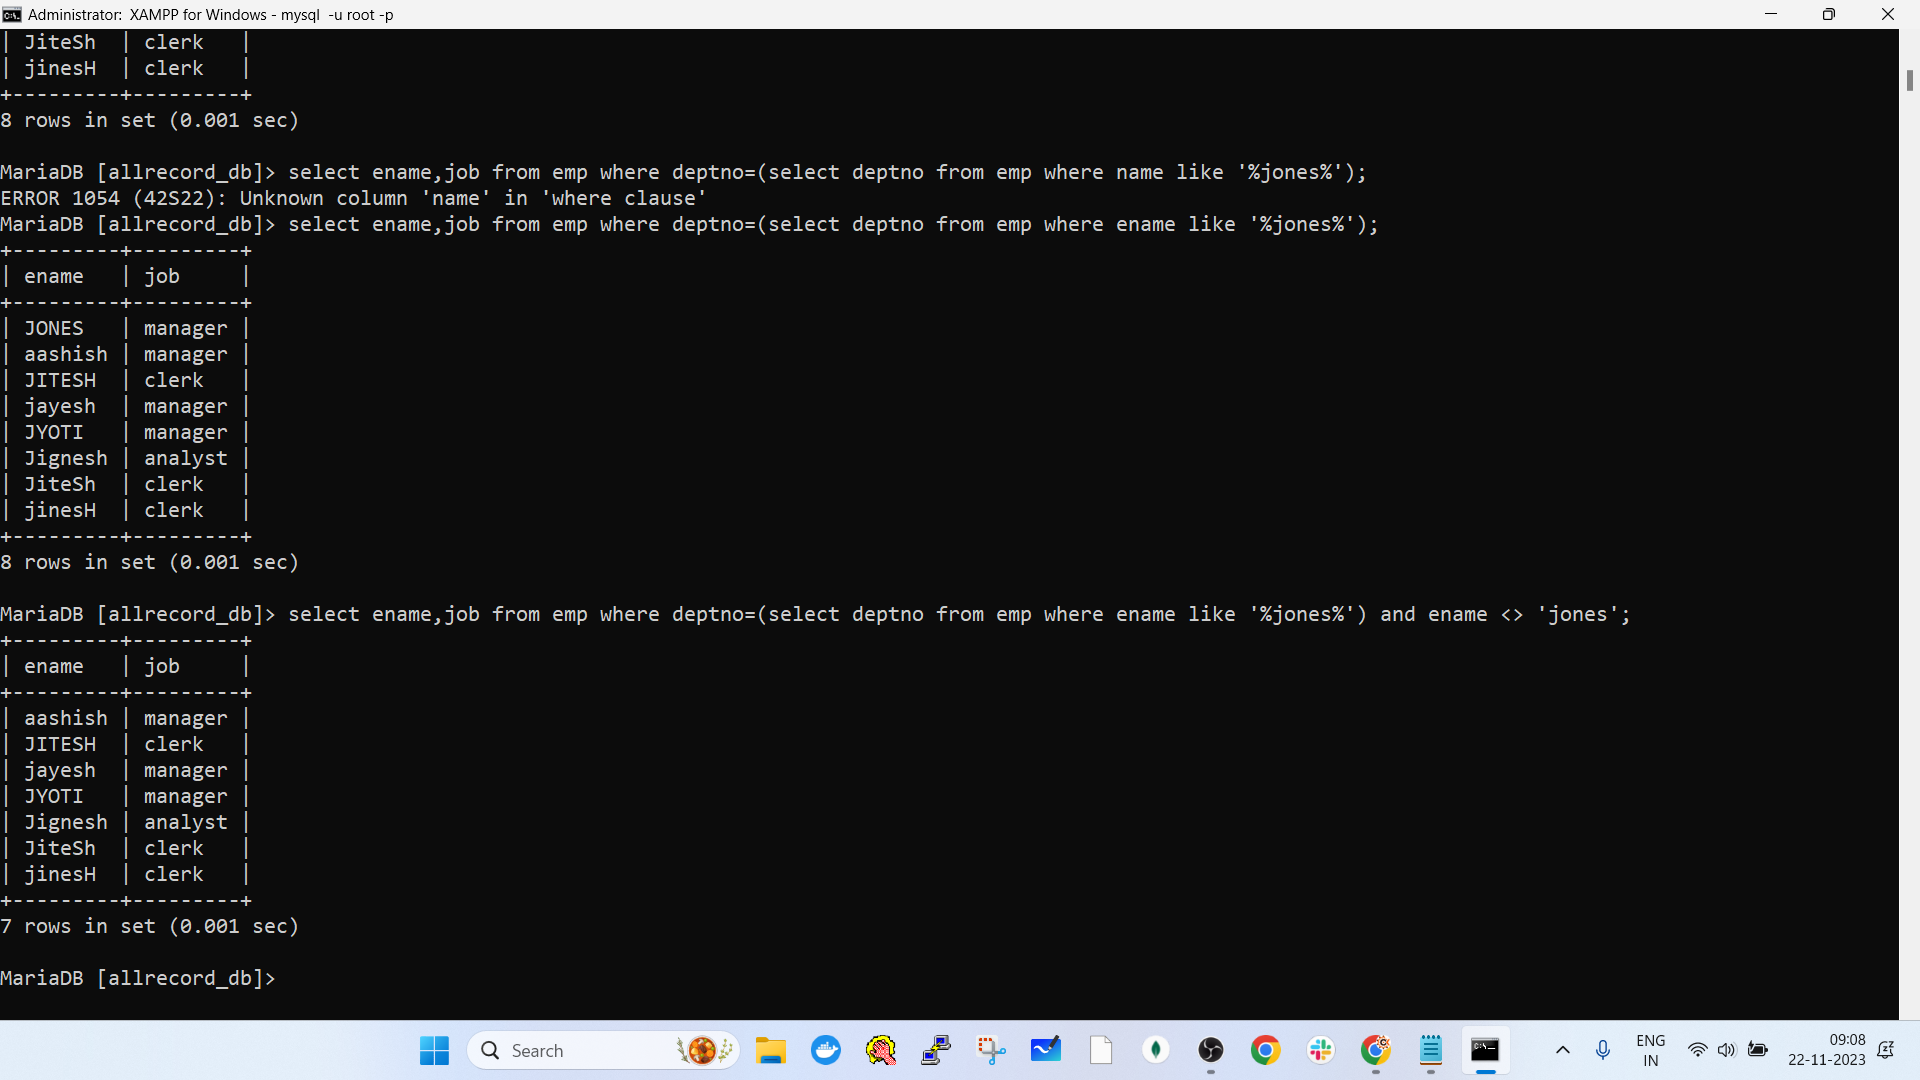 Administrator: XAMPP for Windows - mysql -u root -p
| JiteSh  | clerk   |
| jinesH  | clerk   |
+---------+---------+
8 rows in set (0.001 sec)
MariaDB [allrecord_db]> select ename,job from emp where deptno=(select deptno from emp where name like '%jones%');
ERROR 1054 (42S22): Unknown column 'name' in 'where clause'
MariaDB [allrecord_db]> select ename,job from emp where deptno=(select deptno from emp where ename like '%jones%');
+---------+---------+
| ename   | job     |
+---------+---------+
| JONES   | manager |
| aashish | manager |
| JITESH  | clerk   |
| jayesh  | manager |
| JYOTI   | manager |
| Jignesh | analyst |
| JiteSh  | clerk   |
| jinesH  | clerk   |
+---------+---------+
8 rows in set (0.001 sec)
MariaDB [allrecord_db]> select ename,job from emp where deptno=(select deptno from emp where ename like '%jones%') and ename <> 'jones';
+---------+---------+
| ename   | job     |
+---------+---------+
| aashish | manager |
| JITESH  | clerk   |
| jayesh  | manager |
| JYOTI   | manager |
| Jignesh | analyst |
| JiteSh  | clerk   |
| jinesH  | clerk   |
+---------+---------+
7 rows in set (0.001 sec)
MariaDB [allrecord_db]>
Search
ENG
IN
09:08
22-11-2023